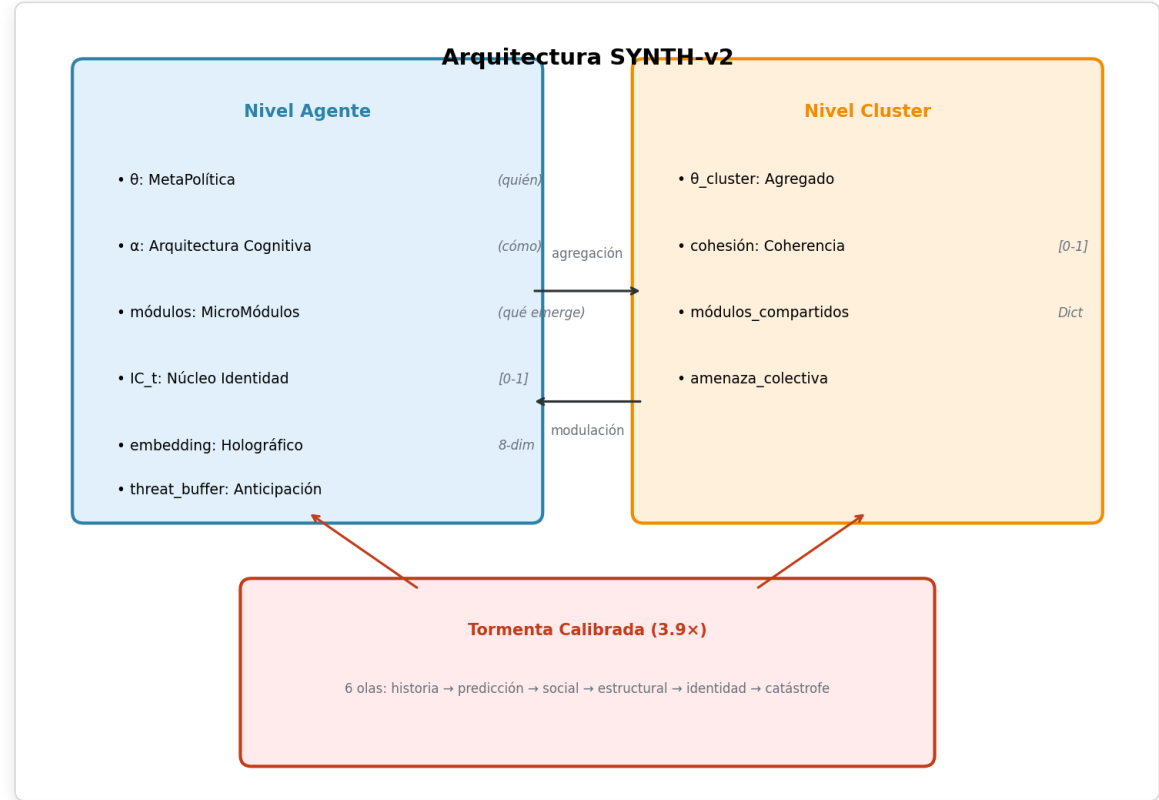 Arquitectura SYNTH-v2
Nivel Agente
• θ: MetaPolítica (quién)
• α: Arquitectura Cognitiva (cómo)
• módulos: MicroMódulos (qué emerge)
• IC_t: Núcleo Identidad [0-1]
• embedding: Holográfico 8-dim
• threat_buffer: Anticipación
agregación
modulación
Nivel Cluster
• θ_cluster: Agregado
• cohesión: Coherencia [0-1]
• módulos_compartidos Dict
• amenaza_colectiva
Tormenta Calibrada (3.9×)
6 olas: historia → predicción → social → estructural → identidad → catástrofe